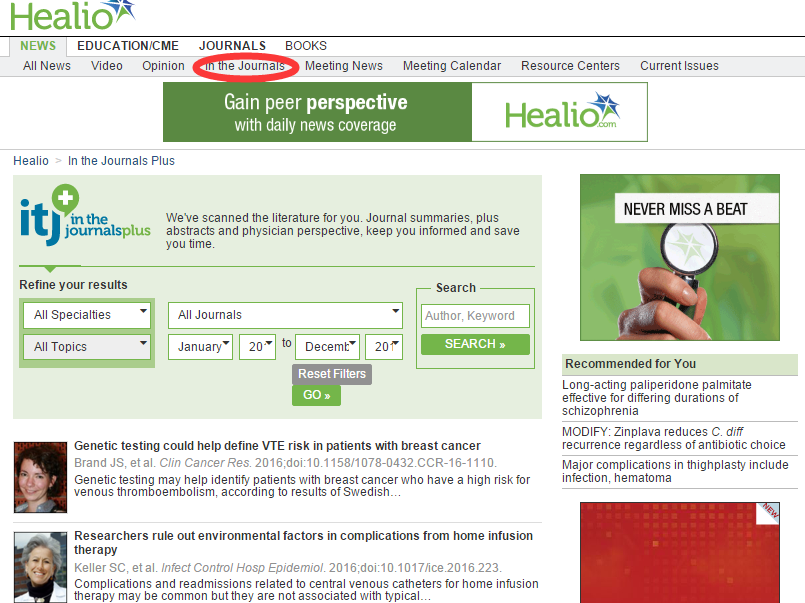 Healio
NEWS EDUCATION/CME JOURNALS BOOKS
All News Video Opinion In the Journals Meeting News Meeting Calendar Resource Centers Current Issues
Gain peer perspective
with daily news coverage
Healio.com
Healio > In the Journals Plus
itj in the
journalsplus
We've scanned the literature for you. Journal summaries, plus
abstracts and physician perspective, keep you informed and save
you time.
NEVER MISS A BEAT
Refine your results
Search
All Specialties All Journals Author, Keyword
All Topics January 20 to Decemb 201 SEARCH »
Reset Filters
GO »
Recommended for You
Long-acting paliperidone palmitate
effective for differing durations of
schizophrenia
MODIFY: Zinplava reduces C. diff
recurrence regardless of antibiotic choice
Major complications in thighplasty include
infection, hematoma
NEW
Genetic testing could help define VTE risk in patients with breast cancer
Brand JS, et al. Clin Cancer Res. 2016;doi:10.1158/1078-0432.CCR-16-1110.
Genetic testing may help identify patients with breast cancer who have a high risk for
venous thromboembolism, according to results of Swedish…
Researchers rule out environmental factors in complications from home infusion
therapy
Keller SC, et al. Infect Control Hosp Epidemiol. 2016;doi:10.1017/ice.2016.223.
Complications and readmissions related to central venous catheters for home infusion
therapy may be common but they are not associated with typical…